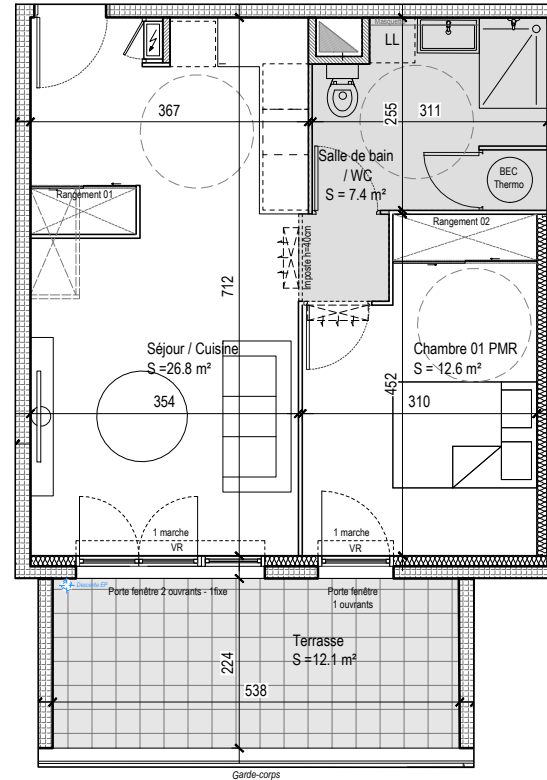 Masquette
LL
367
255
311
Salle de bain
/ WC
S = 7.4 m²
BEC
Thermo
Rangement 01
Rangement 02
Imposte h=40cm
712
Séjour / Cuisine
S =26.8 m²
Chambre 01 PMR
S = 12.6 m²
452
354
310
1 marche
VR
1 marche
VR
Descente EP
Porte fenêtre 2 ouvrants - 1fixe
Porte fenêtre
1 ouvrants
Terrasse
S =12.1 m²
224
538
Garde-corps